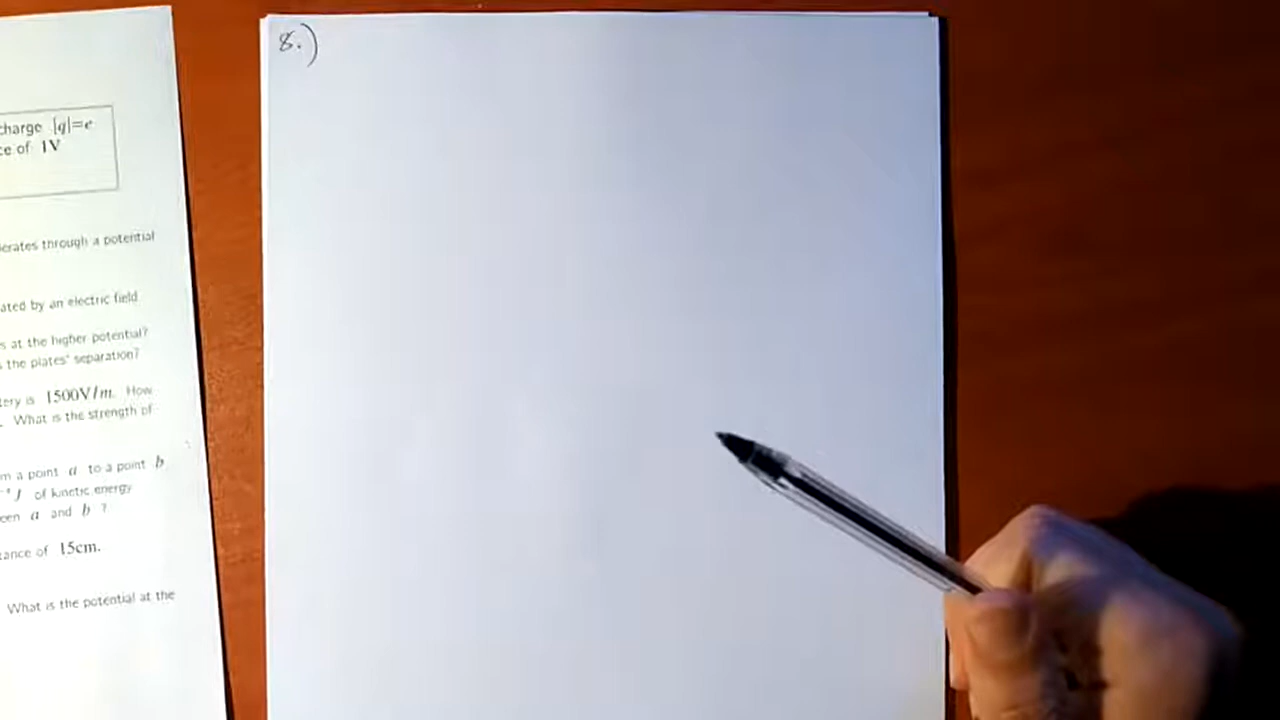 8.)
charge |q|=e
ce of 1V
erates through a potential
ated by an electric field
s at the higher potential?
the plates' separation?
tery is 1500V/m. How
. What is the strength of
m a point a to a point b
J of kinetic energy
een a and b ?
tance of 15cm.
What is the potential at the